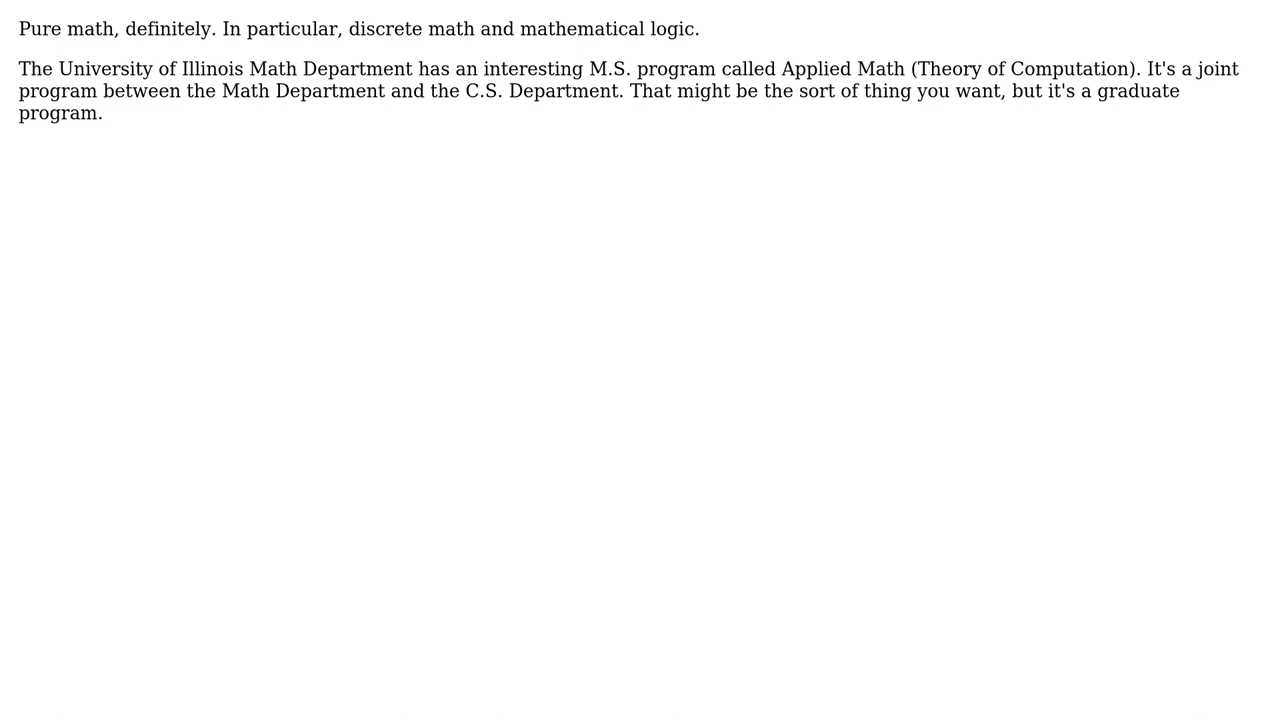 Pure math, definitely. In particular, discrete math and mathematical logic.
The University of Illinois Math Department has an interesting M.S. program called Applied Math (Theory of Computation). It's a joint
program between the Math Department and the C.S. Department. That might be the sort of thing you want, but it's a graduate
program.